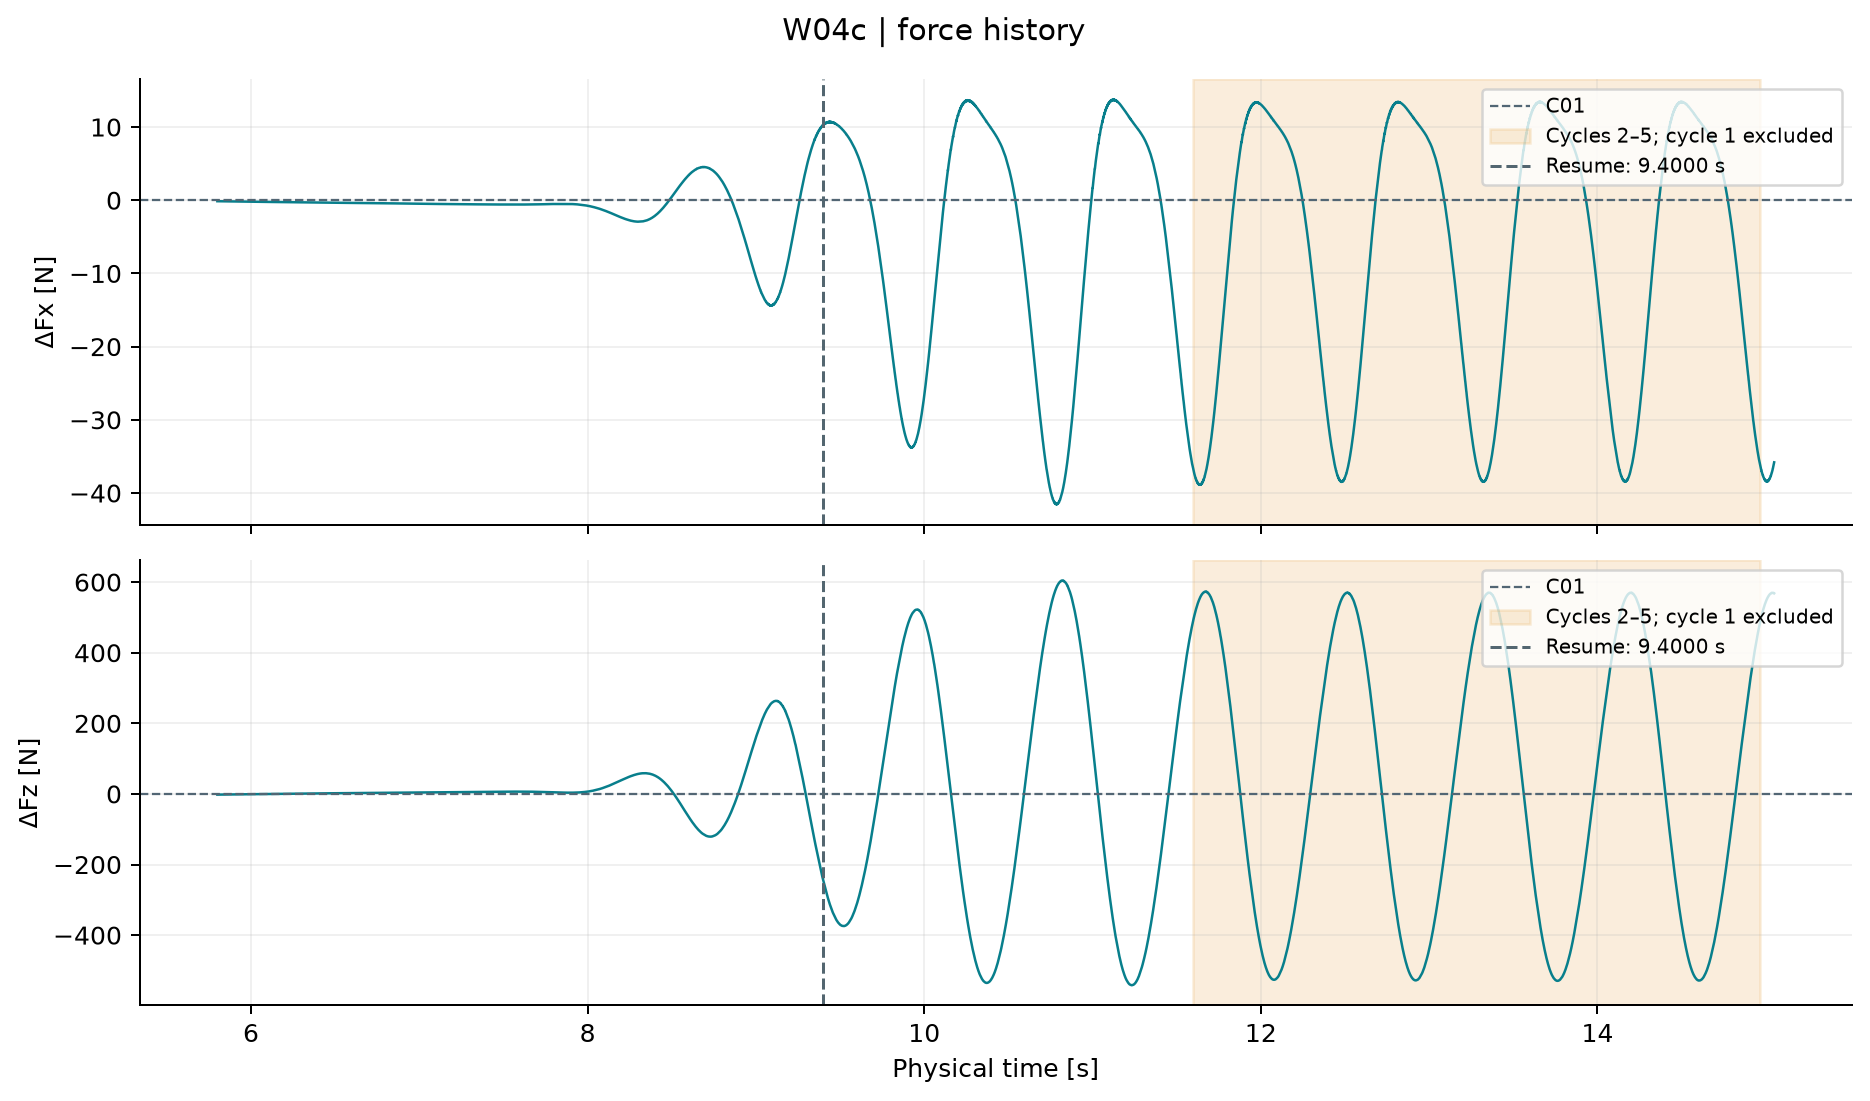 W04c | force history
10
0
−10
−20
−30
−40
ΔFx [N]
C01
Cycles 2–5; cycle 1 excluded
Resume: 9.4000 s
600
400
200
0
−200
−400
ΔFz [N]
C01
Cycles 2–5; cycle 1 excluded
Resume: 9.4000 s
6 8 10 12 14
Physical time [s]